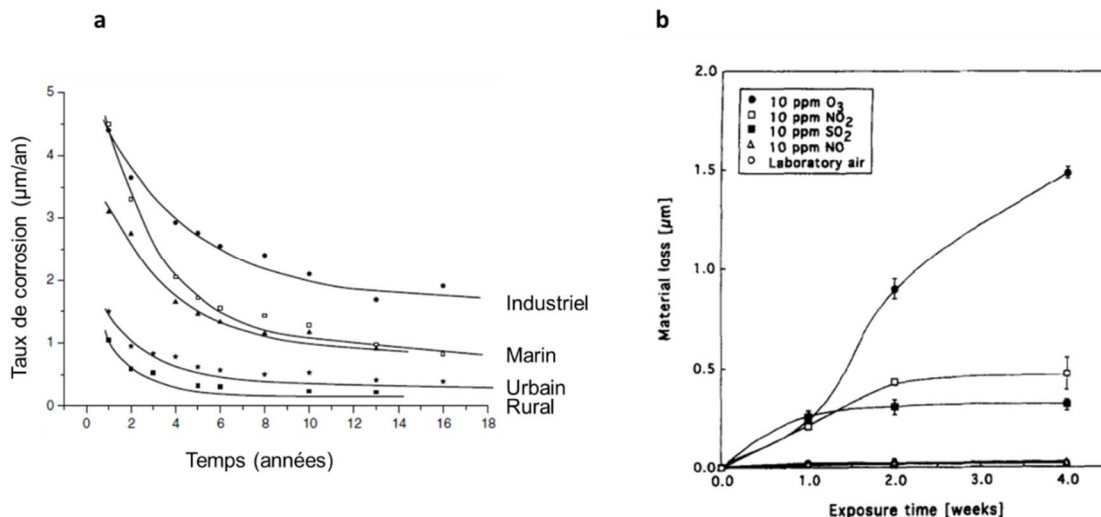 a
5
4
3
2
1
0
Taux de corrosion (µm/an)
0 2 4 6 8 10 12 14 16 18
Temps (années)
Industriel
Marin
Urbain
Rural
b
2.0
1.5
1.0
0.5
0.0
Material loss [µm]
10 ppm O3
10 ppm NO2
10 ppm SO2
10 ppm NO
Laboratory air
0.0 1.0 2.0 3.0 4.0
Exposure time [weeks]